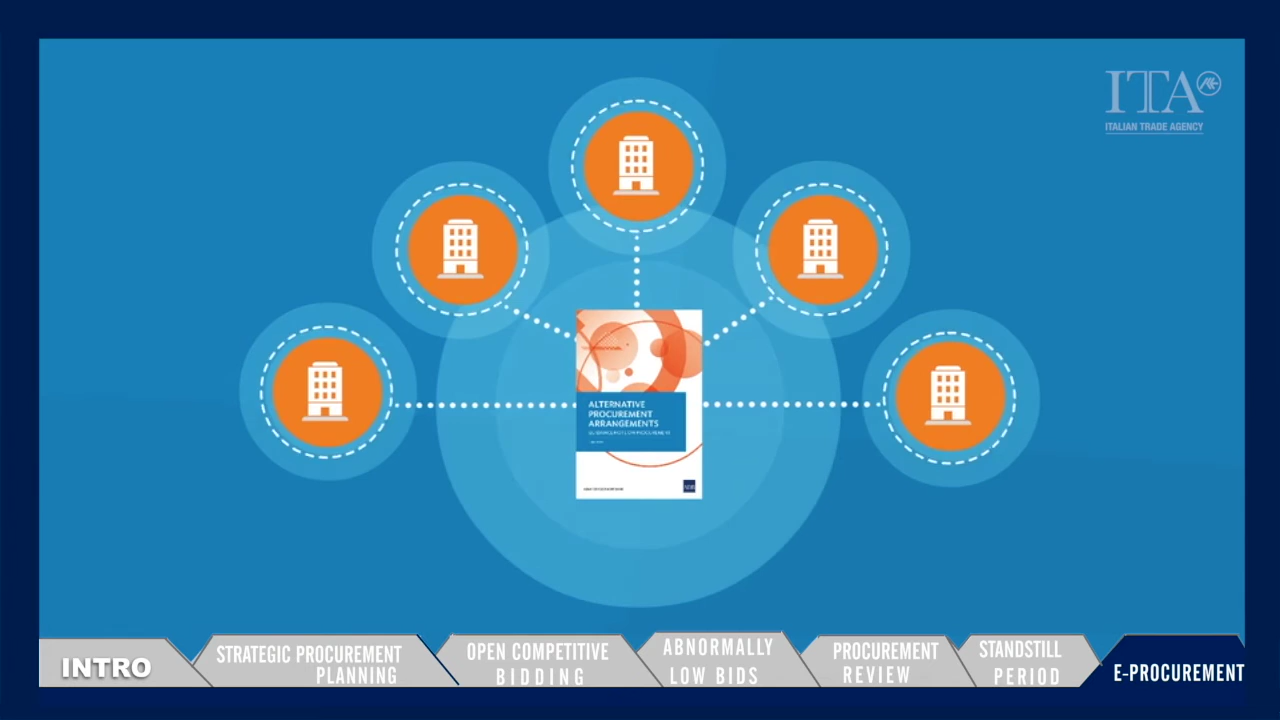 ITA
ITALIAN TRADE AGENCY
ALTERNATIVE
PROCUREMENT
ARRANGEMENTS
ADB
INTRO
STRATEGIC PROCUREMENT
PLANNING
OPEN COMPETITIVE
BIDDING
ABNORMALLY
LOW BIDS
PROCUREMENT
REVIEW
STANDSTILL
PERIOD
E-PROCUREMENT